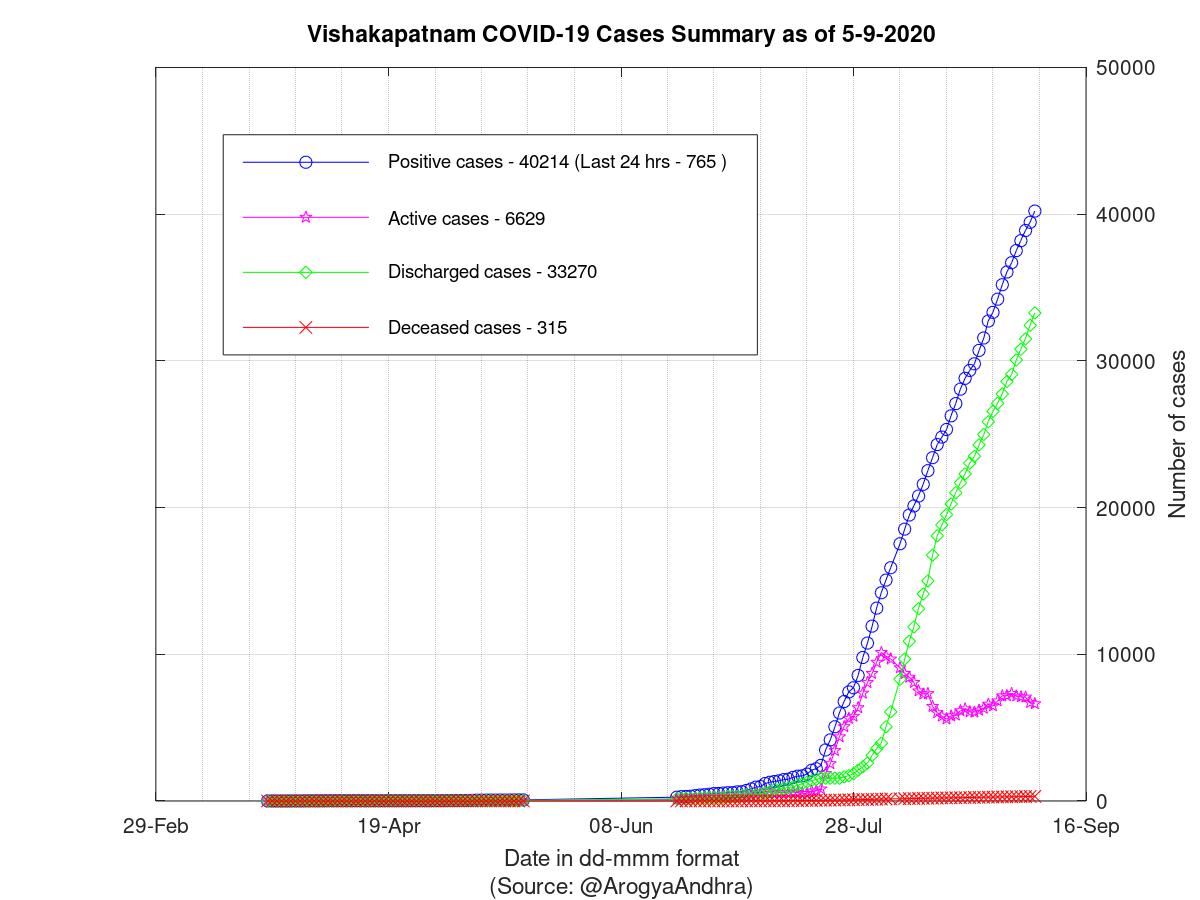 Vishakapatnam COVID-19 Cases Summary as of 5-9-2020
50000
40000
30000
20000
10000
0
Number of cases
Positive cases - 40214 (Last 24 hrs - 765 )
Active cases - 6629
Discharged cases - 33270
Deceased cases - 315
29-Feb 19-Apr 08-Jun 28-Jul 16-Sep
Date in dd-mmm format
(Source: @ArogyaAndhra)